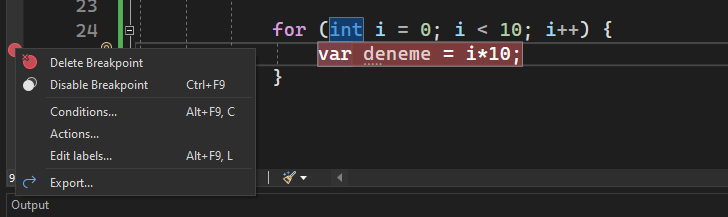 23
24 for (int i = 0; i < 10; i++) {
var deneme = i*10;
}
Delete Breakpoint
Disable Breakpoint Ctrl+F9
Conditions... Alt+F9, C
Actions...
Edit labels... Alt+F9, L
Export...
9
Output